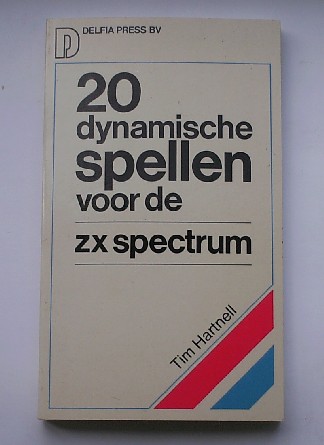 DELFIA PRESS BV
20
dynamische
spellen
voor de
zx spectrum
Tim Hartnell